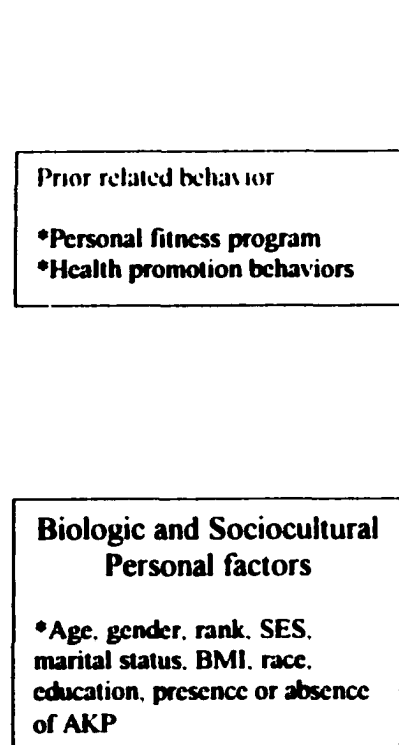 Prior related behavior
*Personal fitness program
*Health promotion behaviors
Biologic and Sociocultural
Personal factors
*Age, gender, rank, SES,
marital status, BMI, race,
education, presence or absence
of AKP